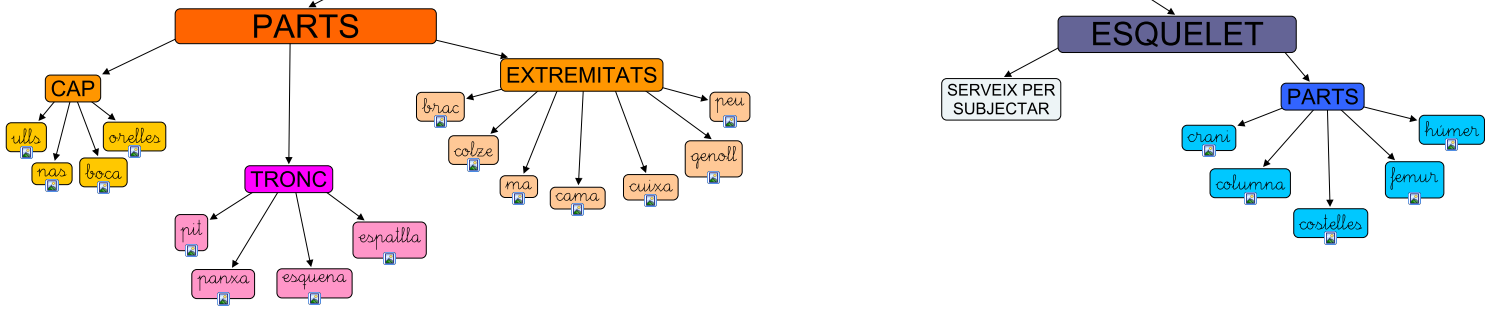 PARTS
CAP
ulls
nas
boca
orelles
TRONC
pit
panxa
esquena
espatlla
EXTREMITATS
brac
colze
ma
cama
cuixa
genoll
peu
ESQUELET
SERVEIX PER
SUBJECTAR
PARTS
crani
columna
costelles
femur
húmer